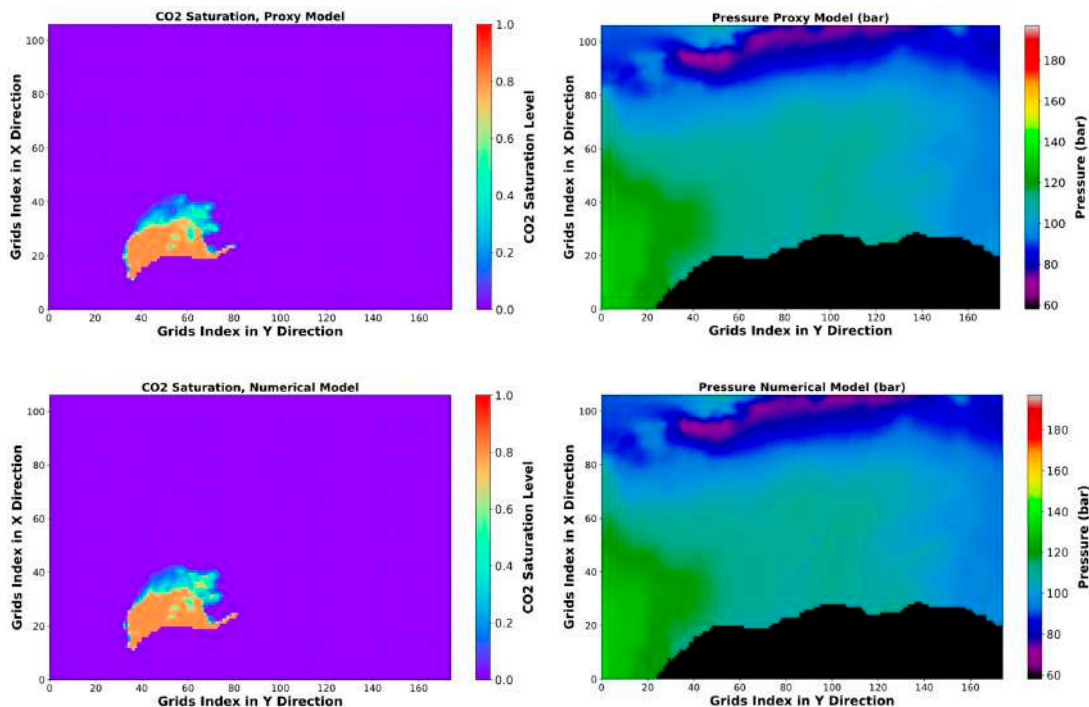 CO2 Saturation, Proxy Model
Grids Index in X Direction
100
80
60
40
20
0
0 20 40 60 80 100 120 140 160
Grids Index in Y Direction
1.0
0.8
0.6
0.4
0.2
0.0
CO2 Saturation Level
Pressure Proxy Model (bar)
Grids Index in X Direction
100
80
60
40
20
0
0 20 40 60 80 100 120 140 160
Grids Index in Y Direction
180
160
140
120
100
80
60
Pressure (bar)
CO2 Saturation, Numerical Model
Grids Index in X Direction
100
80
60
40
20
0
0 20 40 60 80 100 120 140 160
Grids Index in Y Direction
1.0
0.8
0.6
0.4
0.2
0.0
CO2 Saturation Level
Pressure Numerical Model (bar)
Grids Index in X Direction
100
80
60
40
20
0
0 20 40 60 80 100 120 140 160
Grids Index in Y Direction
180
160
140
120
100
80
60
Pressure (bar)